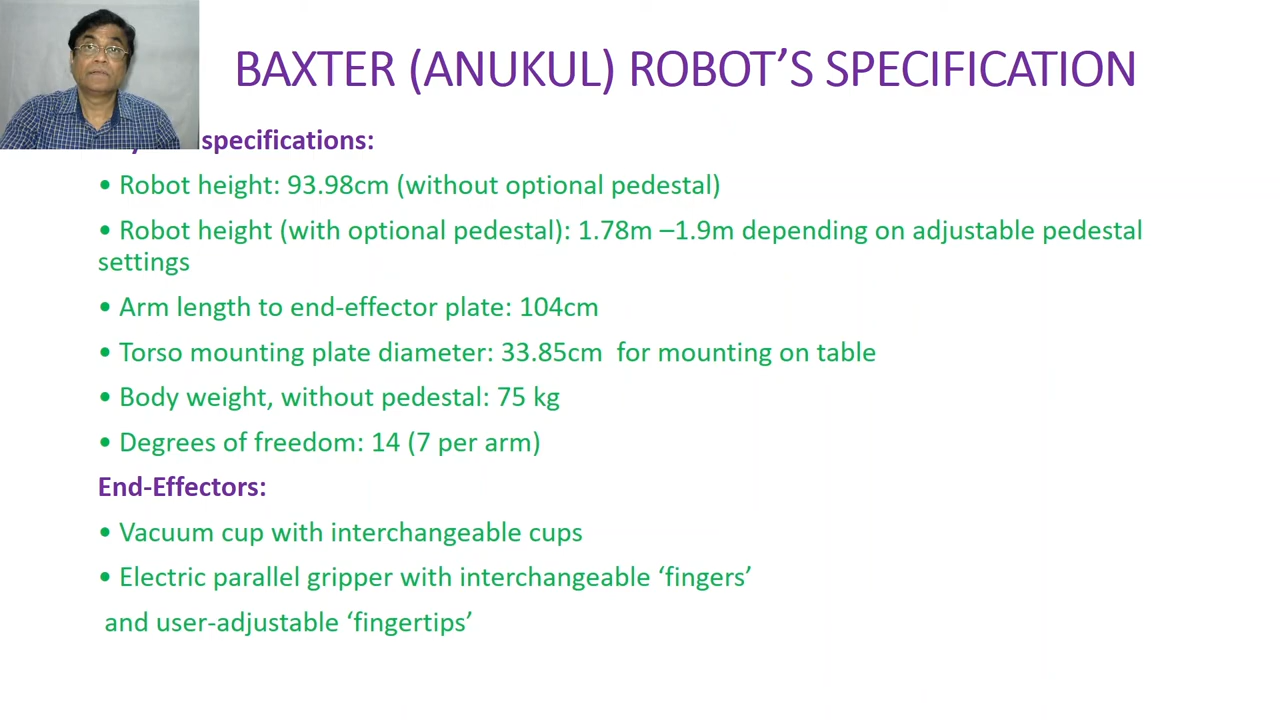 BAXTER (ANUKUL) ROBOT’S SPECIFICATION
specifications:
• Robot height: 93.98cm (without optional pedestal)
• Robot height (with optional pedestal): 1.78m –1.9m depending on adjustable pedestal
settings
• Arm length to end-effector plate: 104cm
• Torso mounting plate diameter: 33.85cm for mounting on table
• Body weight, without pedestal: 75 kg
• Degrees of freedom: 14 (7 per arm)
End-Effectors:
• Vacuum cup with interchangeable cups
• Electric parallel gripper with interchangeable ‘fingers’
and user-adjustable ‘fingertips’